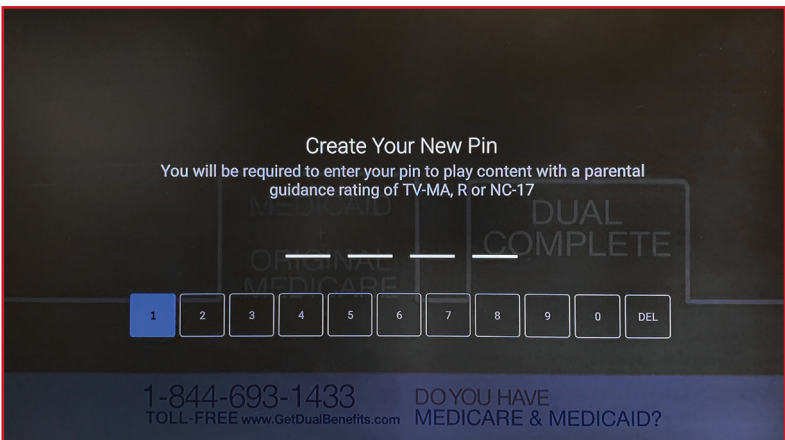 Create Your New Pin
You will be required to enter your pin to play content with a parental
guidance rating of TV-MA, R or NC-17
MEDICAID
+
ORIGINAL
MEDICARE
DUAL
COMPLETE
1 2 3 4 5 6 7 8 9 0 DEL
1-844-693-1433
TOLL-FREE www.GetDualBenefits.com
DO YOU HAVE
MEDICARE & MEDICAID?